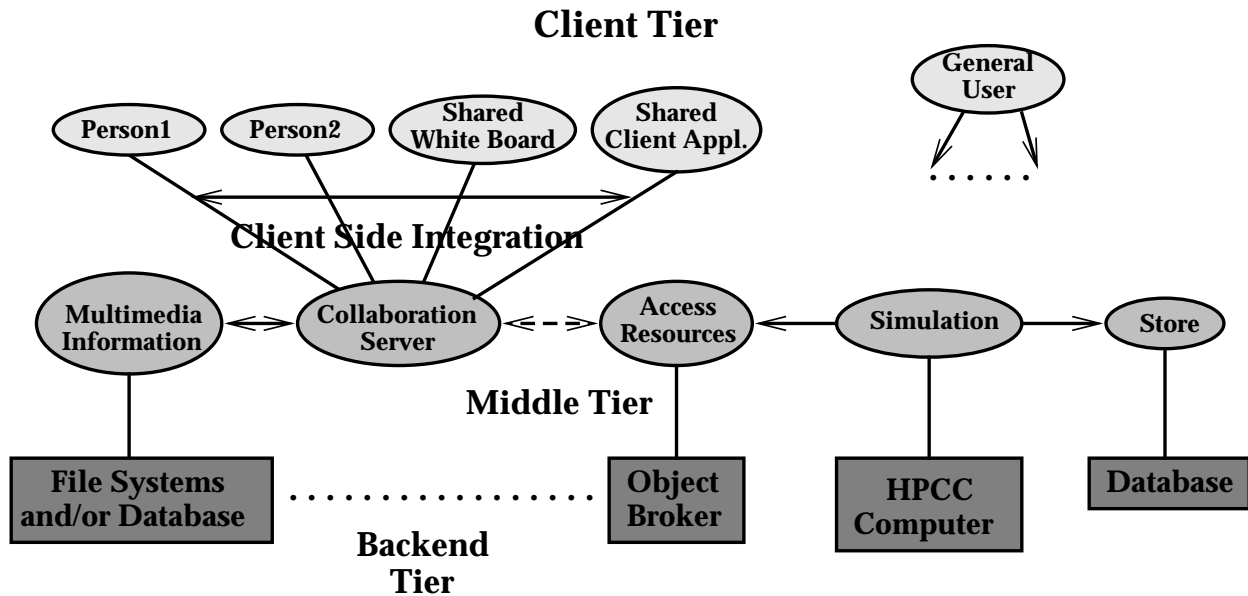 Client Tier
General
User
Person1
Person2
Shared
White Board
Shared
Client Appl.
Client Side Integration
Multimedia
Information
Collaboration
Server
Access
Resources
Simulation
Store
Middle Tier
File Systems
and/or Database
Object
Broker
HPCC
Computer
Database
Backend
Tier